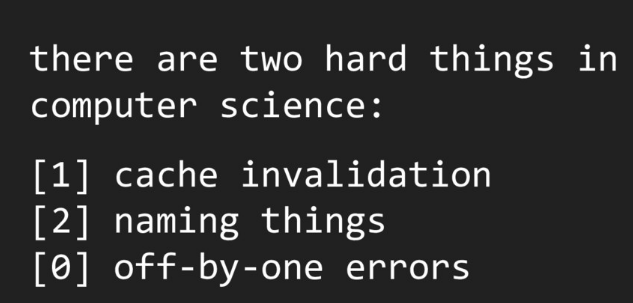 there are two hard things in
computer science:
[1] cache invalidation
[2] naming things
[0] off-by-one errors